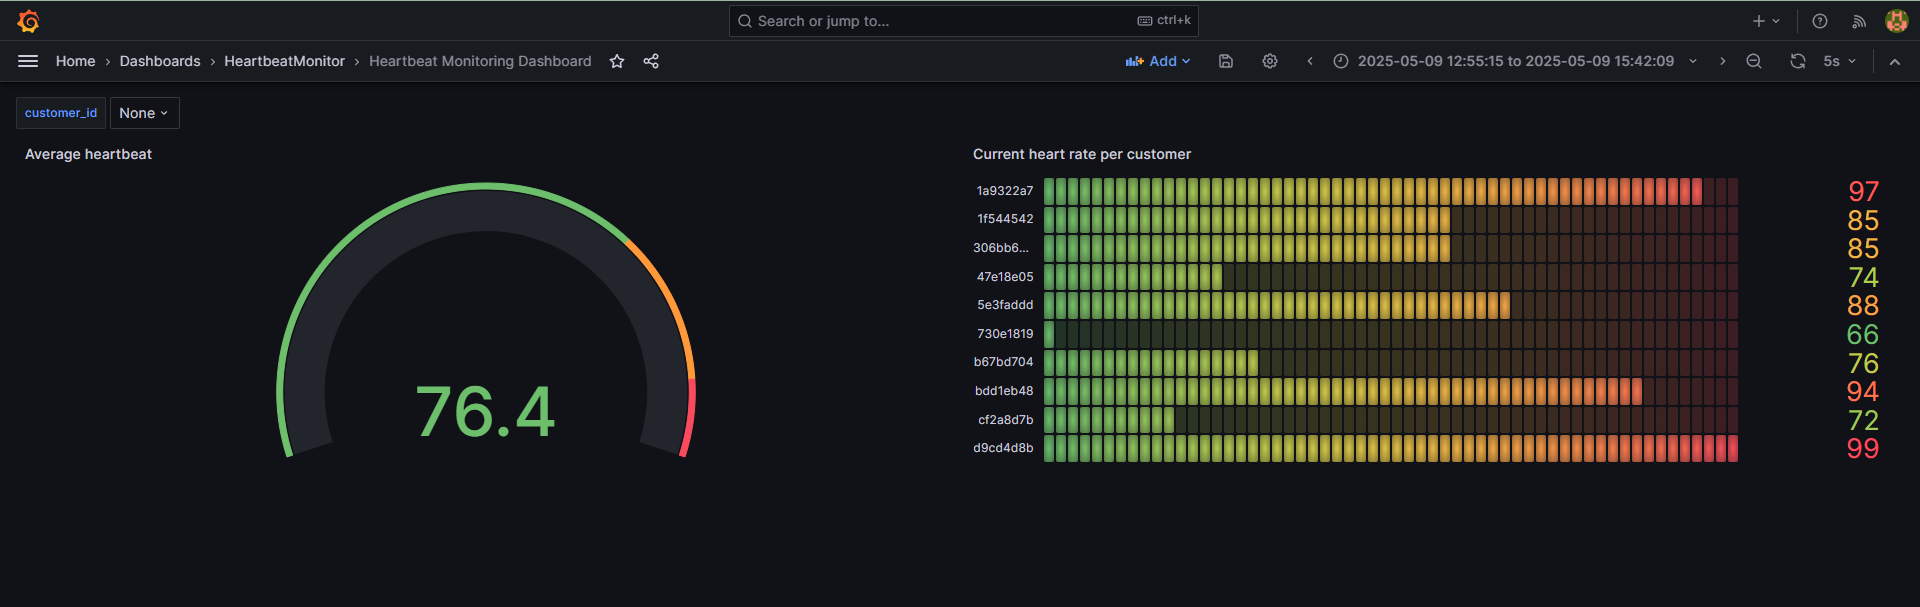 Search or jump to... ctrl+k
Home › Dashboards › HeartbeatMonitor › Heartbeat Monitoring Dashboard Add 2025-05-09 12:55:15 to 2025-05-09 15:42:09 5s
customer_id None
Average heartbeat
76.4
Current heart rate per customer
1a9322a7 97
1f544542 85
306bb6... 85
47e18e05 74
5e3faddd 88
730e1819 66
b67bd704 76
bdd1eb48 94
cf2a8d7b 72
d9cd4d8b 99